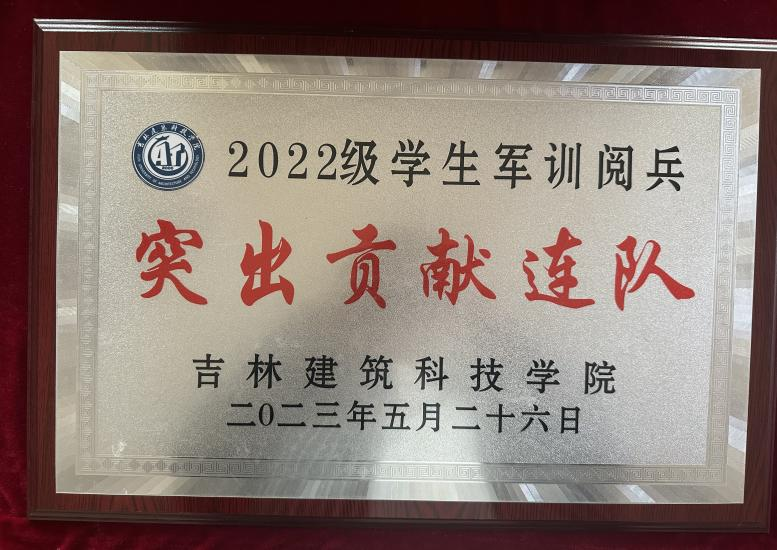 2022级学生军训阅兵
突出贡献连队
吉林建筑科技学院
二〇二三年五月二十六日